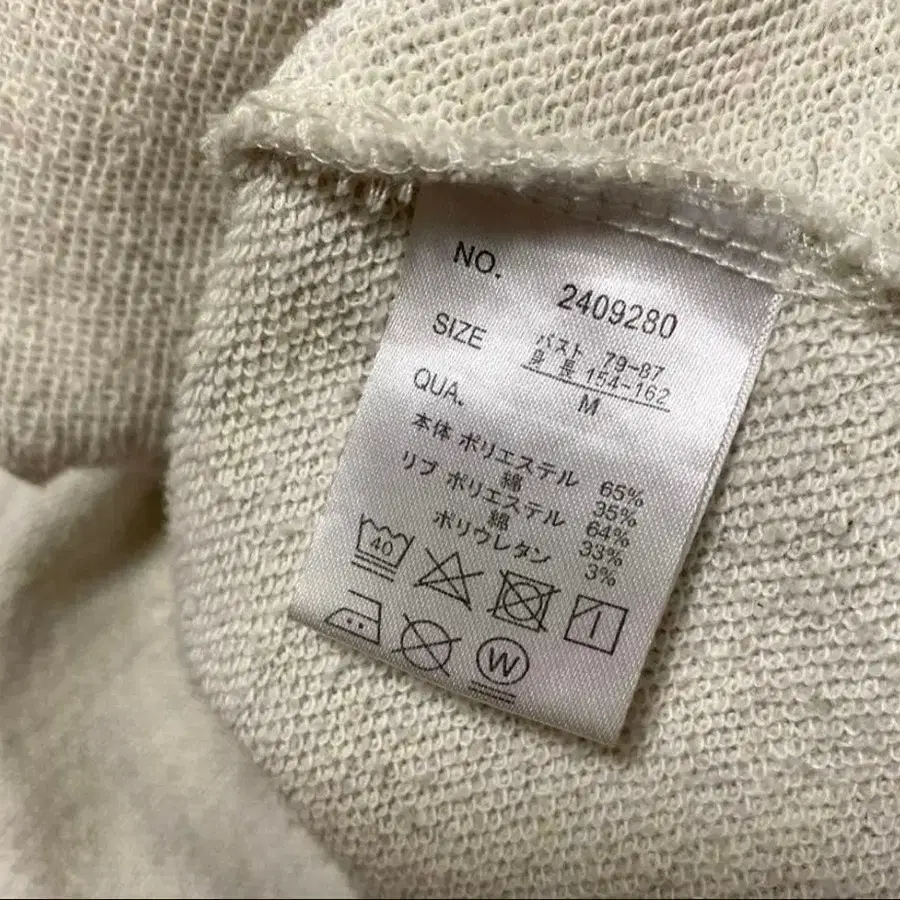 NO. 2409280
SIZE バスト 79-87
身長 154-162
M
QUA.
本体 ポリエステル 65%
綿 35%
リブ ポリエステル 64%
綿 33%
ポリウレタン 3%
40
W